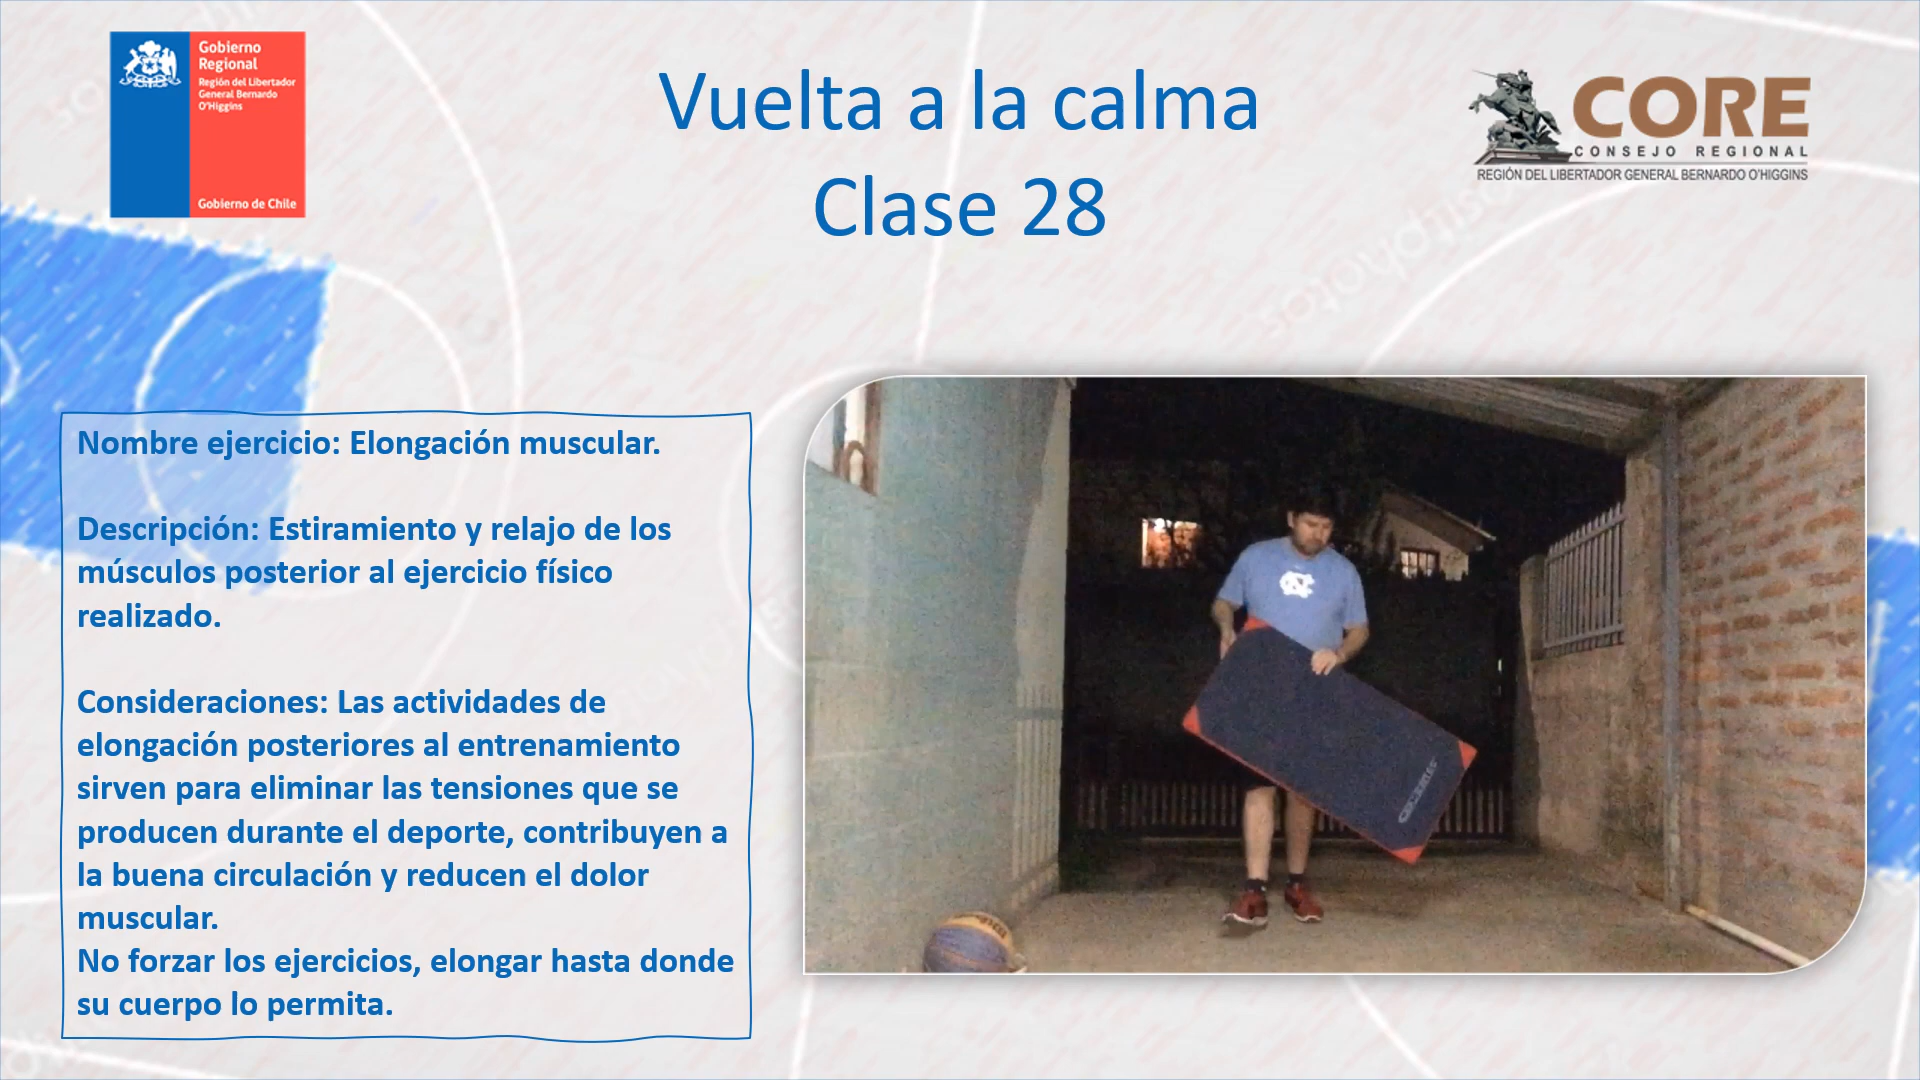 Gobierno
Regional
Región del Libertador
General Bernardo
O'Higgins
Gobierno de Chile
Vuelta a la calma
Clase 28
CORE
CONSEJO REGIONAL
REGIÓN DEL LIBERTADOR GENERAL BERNARDO O'HIGGINS
Nombre ejercicio: Elongación muscular.
Descripción: Estiramiento y relajo de los
músculos posterior al ejercicio físico
realizado.
Consideraciones: Las actividades de
elongación posteriores al entrenamiento
sirven para eliminar las tensiones que se
producen durante el deporte, contribuyen a
la buena circulación y reducen el dolor
muscular.
No forzar los ejercicios, elongar hasta donde
su cuerpo lo permita.
NC